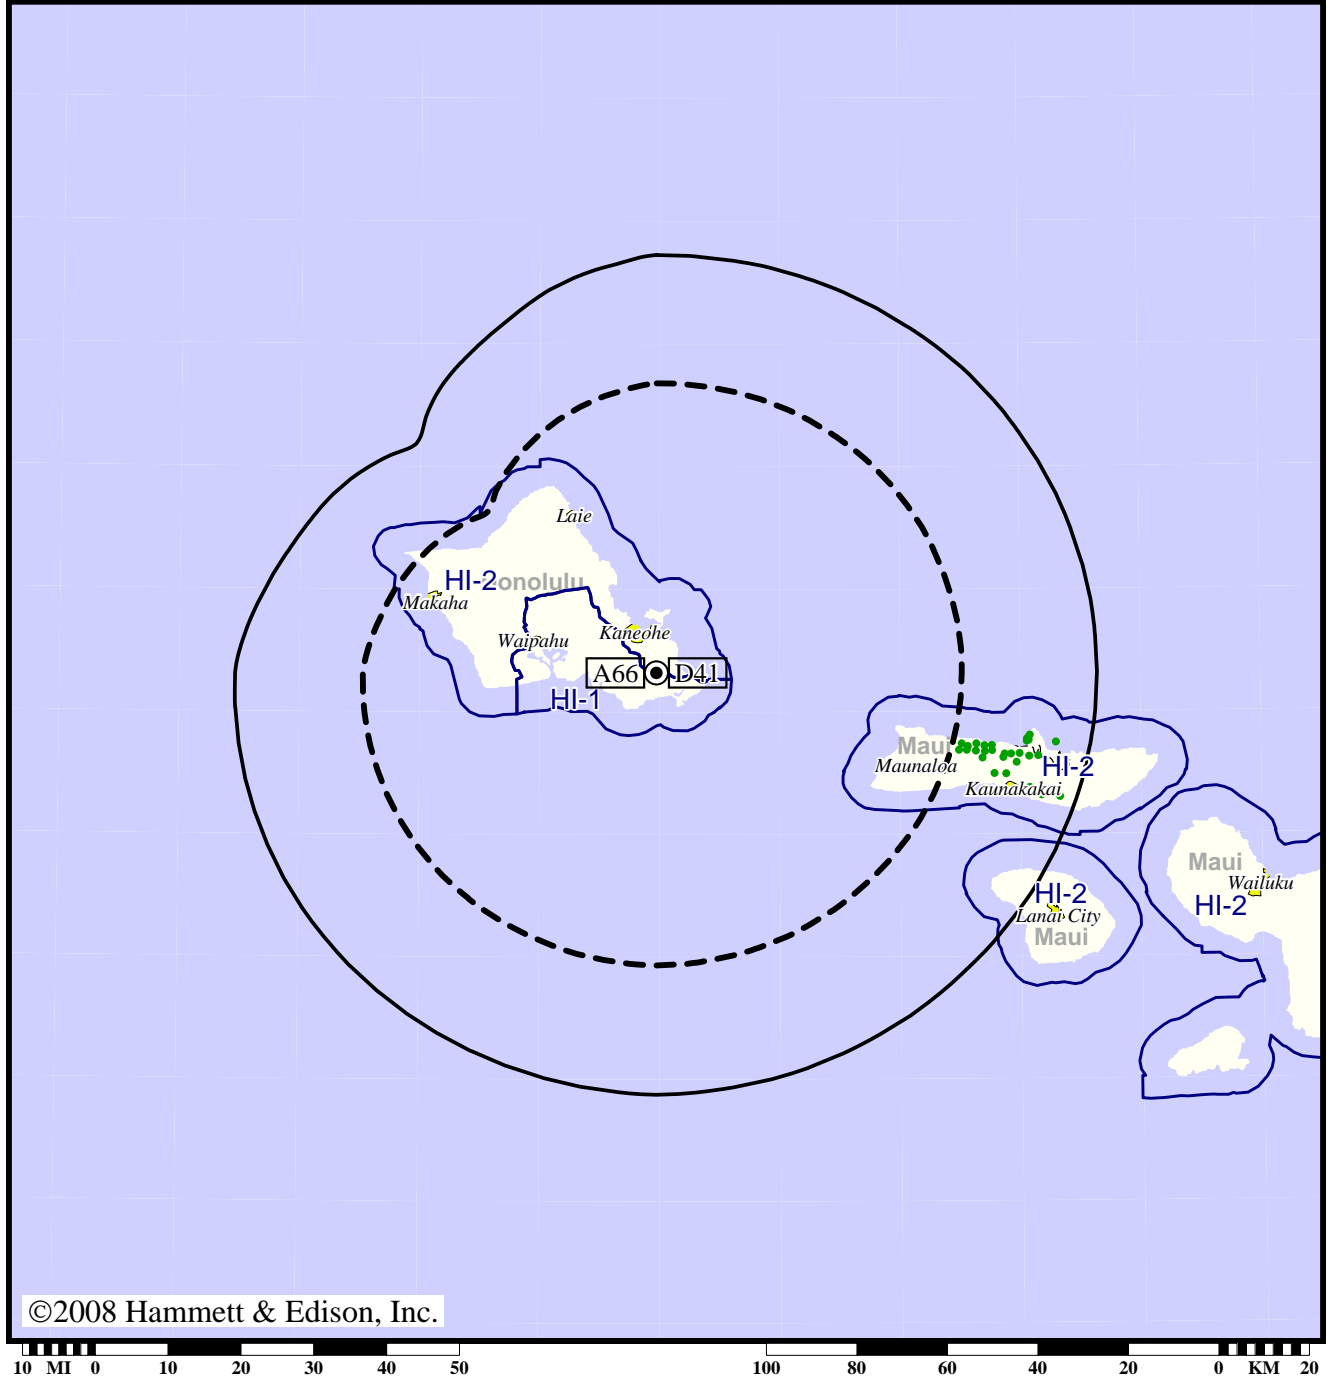 Laie
HI-2
onolulu
Makaha
Waipahu
Kaneohe
A66
D41
HI-1
Maui
Maunaloa
HI-2
Kaunakakai
HI-2
Lanai City
Maui
Maui
Wailuku
HI-2
©2008 Hammett & Edison, Inc.
10 MI 0 10 20 30 40 50 100 80 60 40 20 0 KM 20